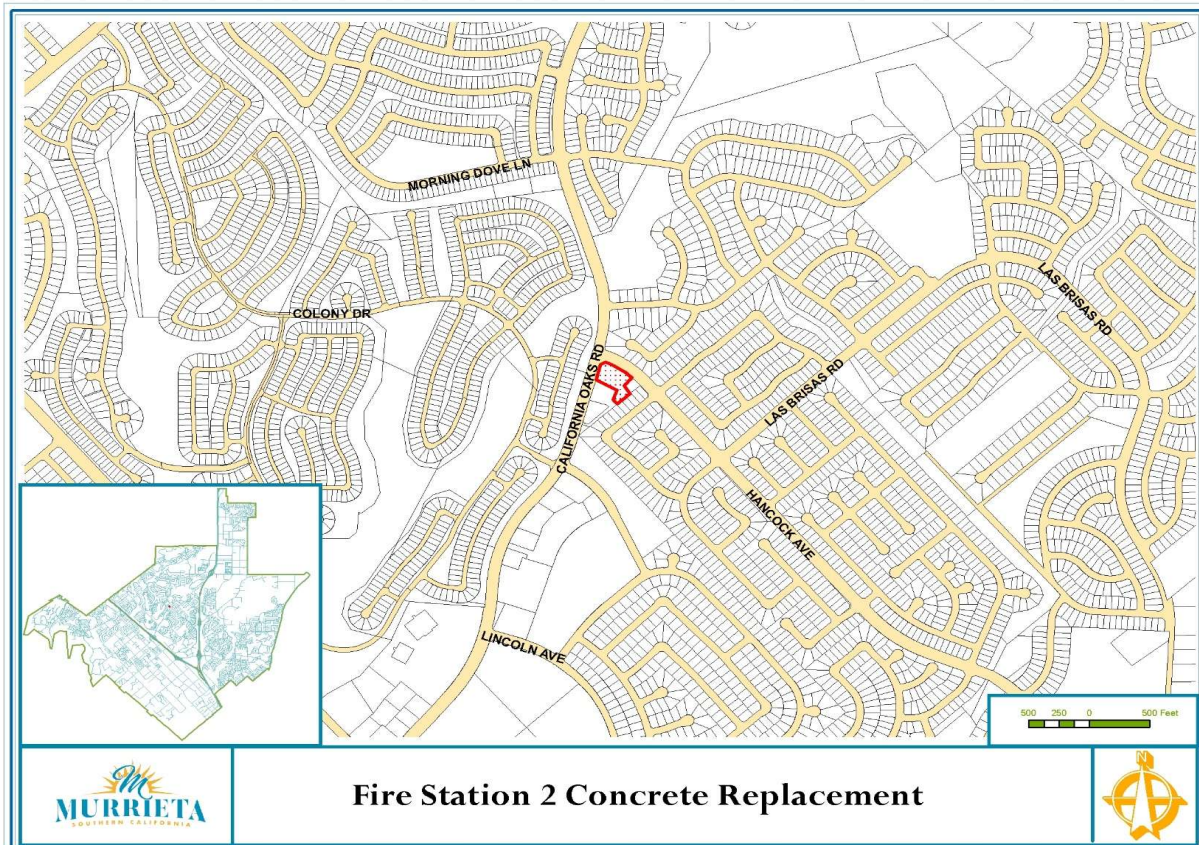 MORNING DOVE LN
COLONY DR
LAS BRISAS RD
CALIFORNIA OAKS RD
LAS BRISAS RD
HANCOCK AVE
LINCOLN AVE
500 250 0 500 Feet
M
MURRIETA
SOUTHERN CALIFORNIA
Fire Station 2 Concrete Replacement
N